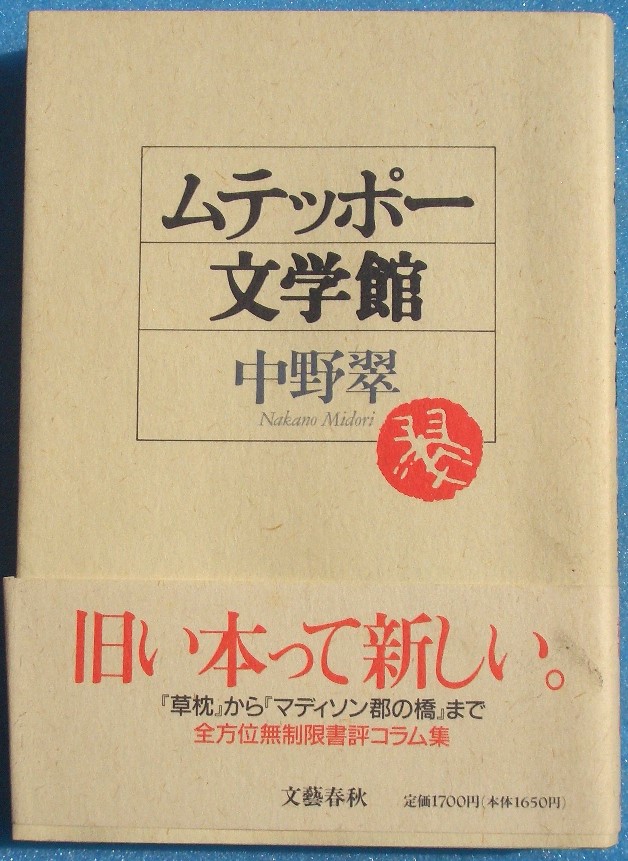 ムテッポー
文学館
中野翠
Nakano Midori
翠
旧い本って新しい。
『草枕』から『マディソン郡の橋』まで
全方位無制限書評コラム集
文藝春秋 定価1700円(本体1650円)